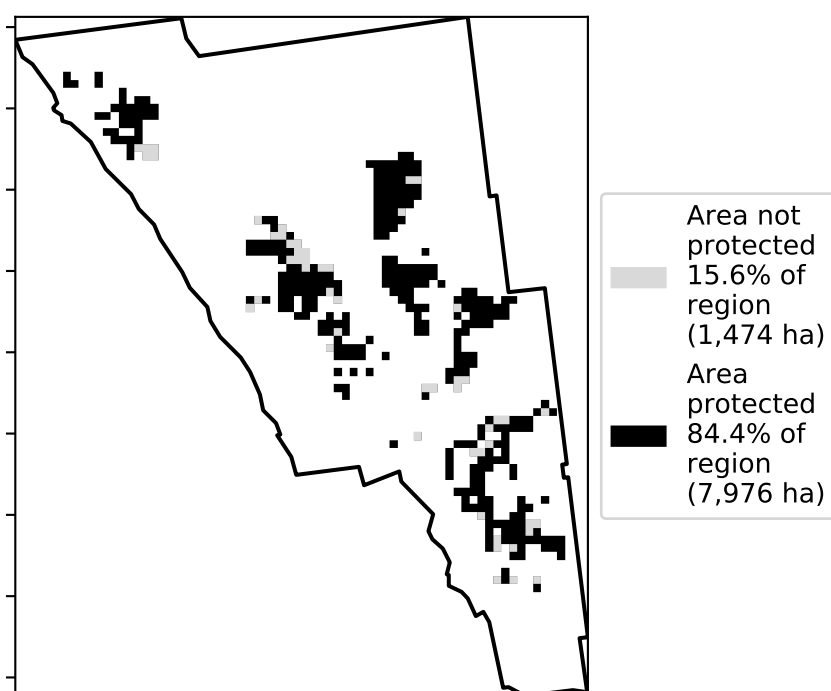 Area not
protected
15.6% of
region
(1,474 ha)
Area
protected
84.4% of
region
(7,976 ha)